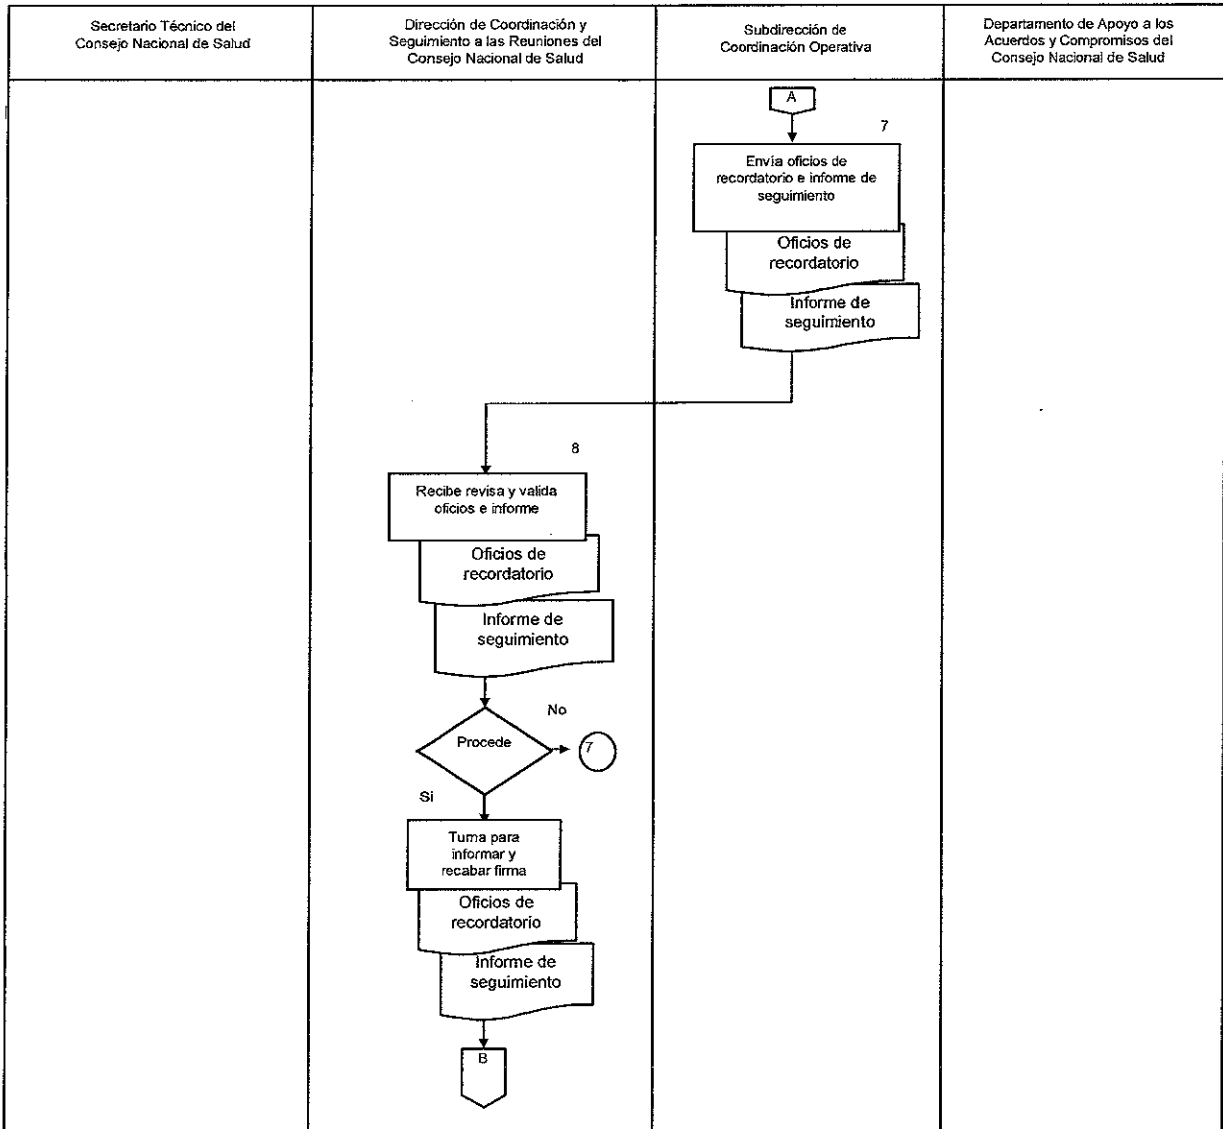 Secretario Técnico del
Consejo Nacional de Salud
Dirección de Coordinación y
Seguimiento a las Reuniones del
Consejo Nacional de Salud
Subdirección de
Coordinación Operativa
Departamento de Apoyo a los
Acuerdos y Compromisos del
Consejo Nacional de Salud
A
7
Envía oficios de
recordatorio e informe de
seguimiento
Oficios de
recordatorio
Informe de
seguimiento
8
Recibe revisa y valida
oficios e informe
Oficios de
recordatorio
Informe de
seguimiento
No
Procede
7
Si
Turna para
informar y
recabar firma
Oficios de
recordatorio
Informe de
seguimiento
B